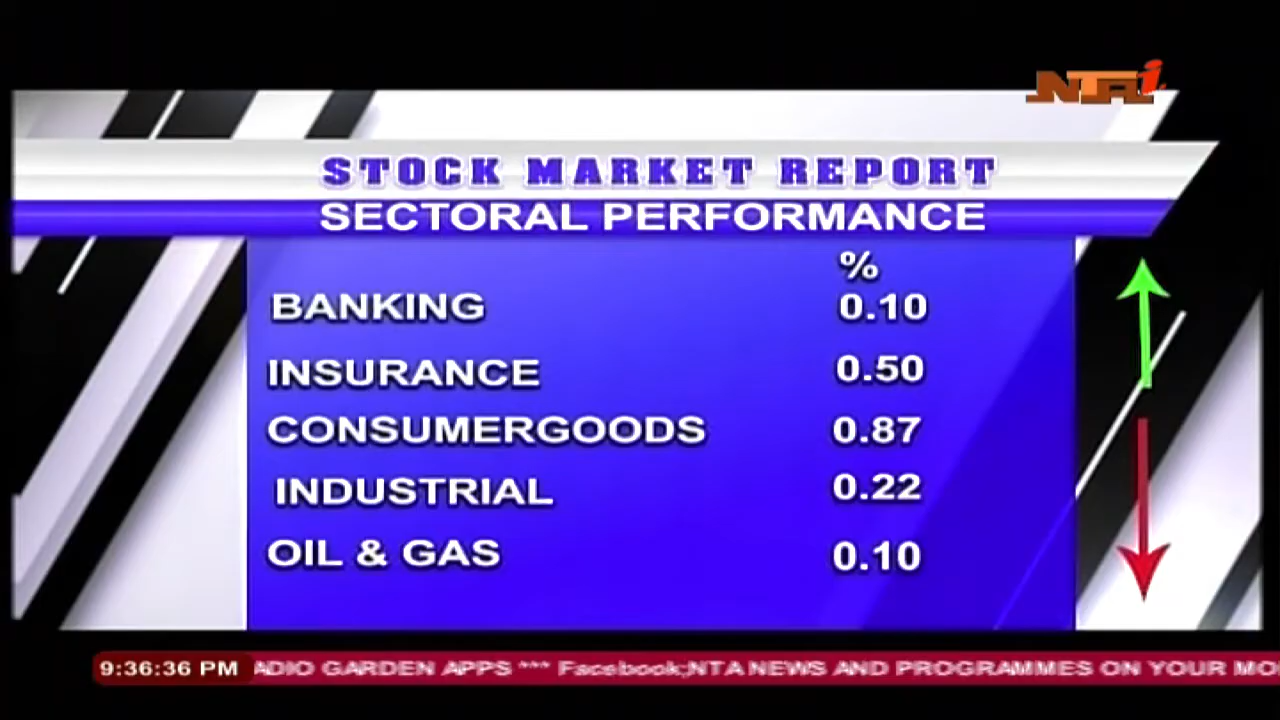 NTAi
STOCK MARKET REPORT
SECTORAL PERFORMANCE
%
BANKING 0.10
INSURANCE 0.50
CONSUMERGOODS 0.87
INDUSTRIAL 0.22
OIL & GAS 0.10
9:36:36 PM ADIO GARDEN APPS *** Facebook;NTA NEWS AND PROGRAMMES ON YOUR MO